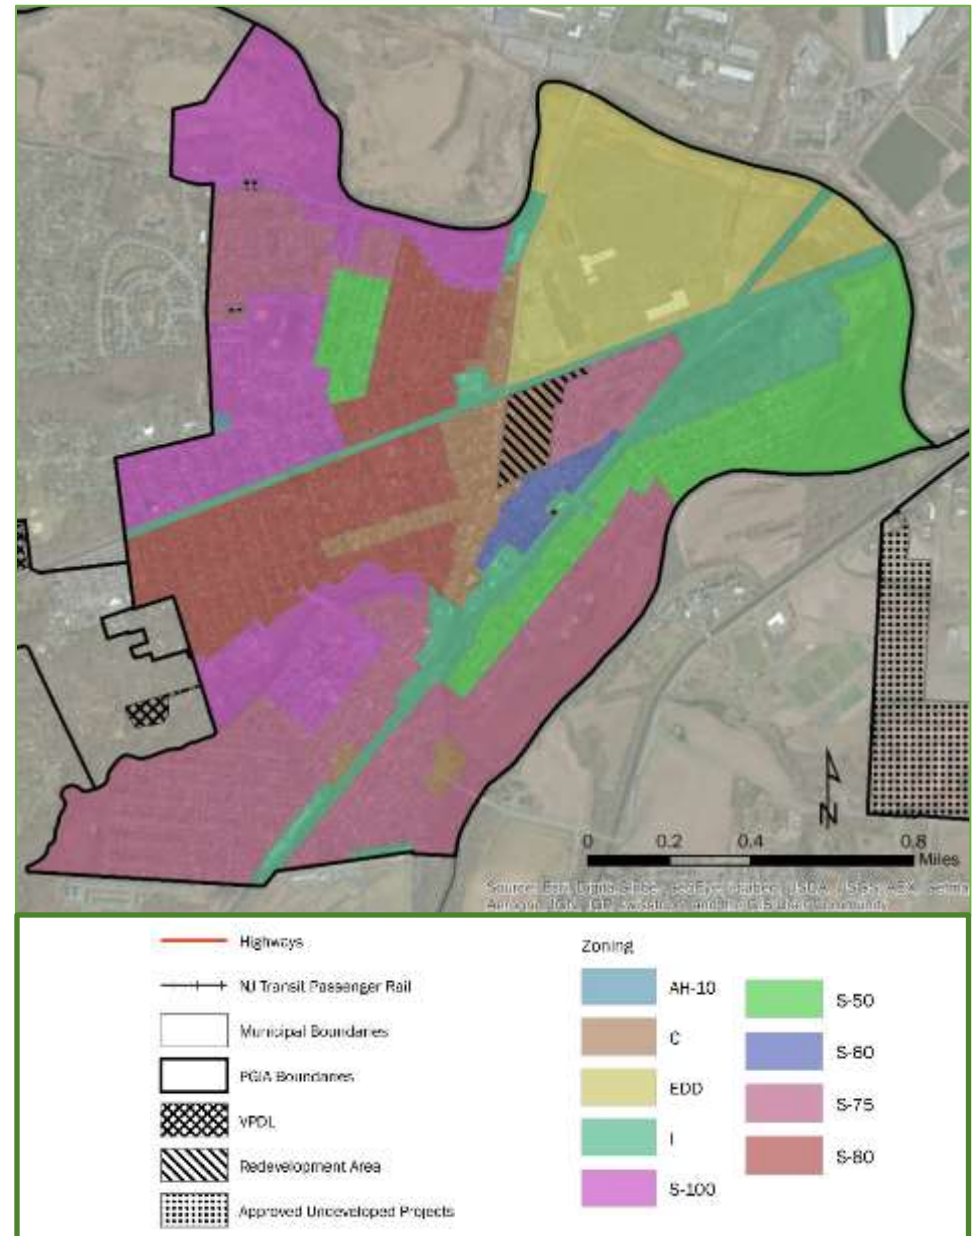 N
0 0.2 0.4 0.8
Miles
Highways
NJ Transit Passenger Rail
Municipal Boundaries
PGIA Boundaries
VPDL
Redevelopment Area
Approved Undeveloped Projects
Zoning
AH-10
C
EDD
I
S-100
S-50
S-60
S-75
S-80